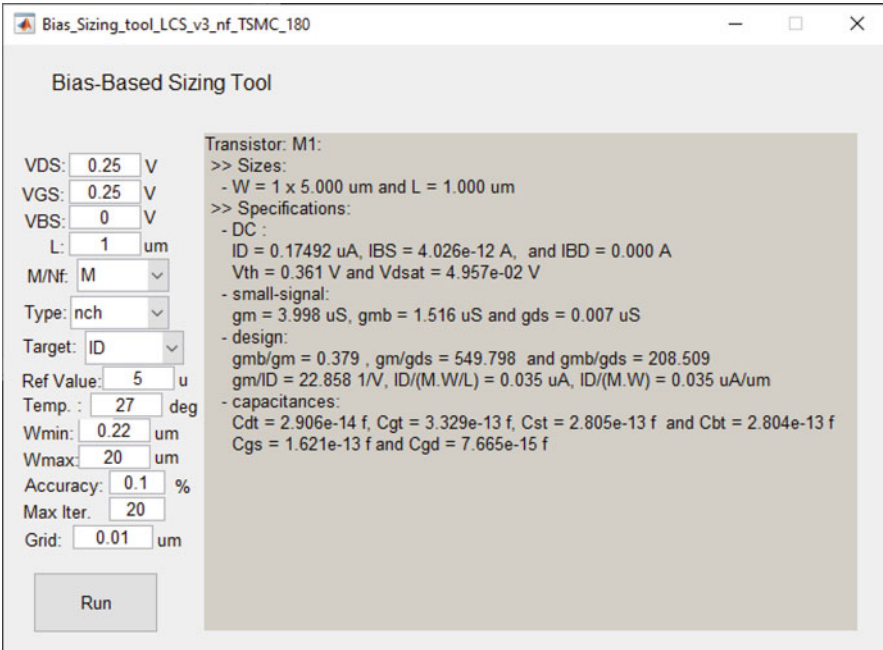 Bias_Sizing_tool_LCS_v3_nf_TSMC_180
Bias-Based Sizing Tool
VDS: 0.25 V
VGS: 0.25 V
VBS: 0 V
L: 1 um
M/Nf: M
Type: nch
Target: ID
Ref Value: 5 u
Temp. : 27 deg
Wmin: 0.22 um
Wmax: 20 um
Accuracy: 0.1 %
Max Iter. 20
Grid: 0.01 um
Run
Transistor: M1:
>> Sizes:
- W = 1 x 5.000 um and L = 1.000 um
>> Specifications:
- DC :
ID = 0.17492 uA, IBS = 4.026e-12 A, and IBD = 0.000 A
Vth = 0.361 V and Vdsat = 4.957e-02 V
- small-signal:
gm = 3.998 uS, gmb = 1.516 uS and gds = 0.007 uS
- design:
gmb/gm = 0.379 , gm/gds = 549.798 and gmb/gds = 208.509
gm/ID = 22.858 1/V, ID/(M.W/L) = 0.035 uA, ID/(M.W) = 0.035 uA/um
- capacitances:
Cdt = 2.906e-14 f, Cgt = 3.329e-13 f, Cst = 2.805e-13 f and Cbt = 2.804e-13 f
Cgs = 1.621e-13 f and Cgd = 7.665e-15 f